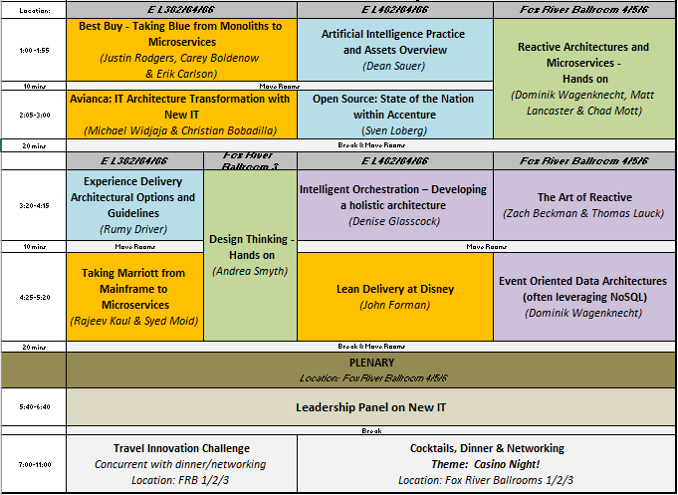 Location:
E L362/64/66
E L462/64/66
Fox River Ballroom 4/5/6
1:00-1:55
Best Buy - Taking Blue from Monoliths to
Microservices
(Justin Rodgers, Carey Boldenow
& Erik Carlson)
Artificial Intelligence Practice
and Assets Overview
(Dean Sauer)
Reactive Architectures and
Microservices -
Hands on
(Dominik Wagenknecht, Matt
Lancaster & Chad Mott)
10 mins
Move Rooms
2:05-3:00
Avianca: IT Architecture Transformation with
New IT
(Michael Widjaja & Christian Bobadilla)
Open Source: State of the Nation
within Accenture
(Sven Loberg)
20 mins
Break & Move Rooms
E L362/64/66
Fox River
Ballroom 3
E L462/64/66
Fox River Ballroom 4/5/6
3:20-4:15
Experience Delivery
Architectural Options and
Guidelines
(Rumy Driver)
Design Thinking -
Hands on
(Andrea Smyth)
Intelligent Orchestration – Developing
a holistic architecture
(Denise Glasscock)
The Art of Reactive
(Zach Beckman & Thomas Lauck)
10 mins
Move Rooms
Move Rooms
4:25-5:20
Taking Marriott from
Mainframe to
Microservices
(Rajeev Kaul & Syed Moid)
Lean Delivery at Disney
(John Forman)
Event Oriented Data Architectures
(often leveraging NoSQL)
(Dominik Wagenknecht)
20 mins
Break & Move Rooms
PLENARY
Location: Fox River Ballroom 4/5/6
5:40-6:40
Leadership Panel on New IT
Break
7:00-11:00
Travel Innovation Challenge
Concurrent with dinner/networking
Location: FRB 1/2/3
Cocktails, Dinner & Networking
Theme: Casino Night!
Location: Fox River Ballrooms 1/2/3